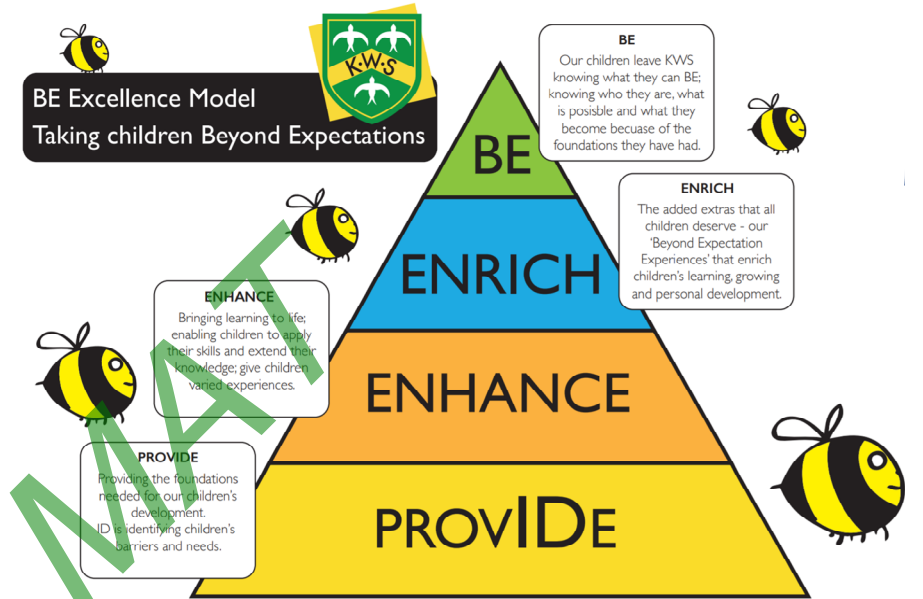 BE Excellence Model
Taking children Beyond Expectations
K·W·S
BE
Our children leave KWS
knowing what they can BE;
knowing who they are, what
is posible and what they
become becuase of the
foundations they have had.
BE
ENRICH
The added extras that all
children deserve - our
'Beyond Expectation
Experiences' that enrich
children's learning, growing
and personal development.
ENRICH
ENHANCE
Bringing learning to life;
enabling children to apply
their skills and extend their
knowledge; give children
varied experiences.
ENHANCE
PROVIDE
Providing the foundations
needed for our children's
development.
ID is identifying children's
barriers and needs.
PROVIDE
MAT